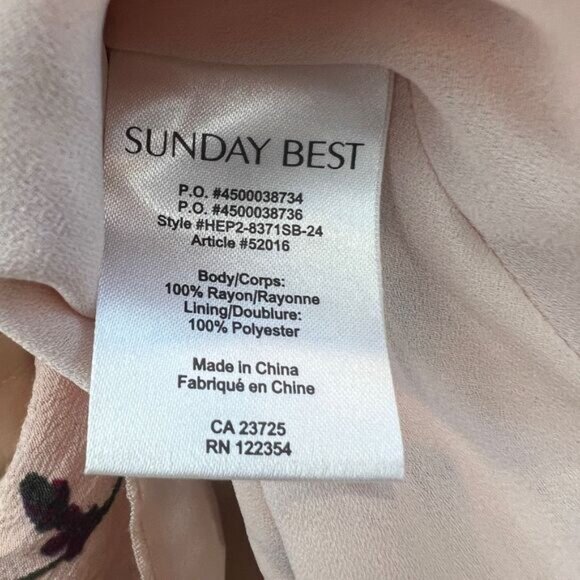 SUNDAY BEST
P.O. #4500038734
P.O. #4500038736
Style #HEP2-8371SB-24
Article #52016
Body/Corps:
100% Rayon/Rayonne
Lining/Doublure:
100% Polyester
Made in China
Fabriqué en Chine
CA 23725
RN 122354